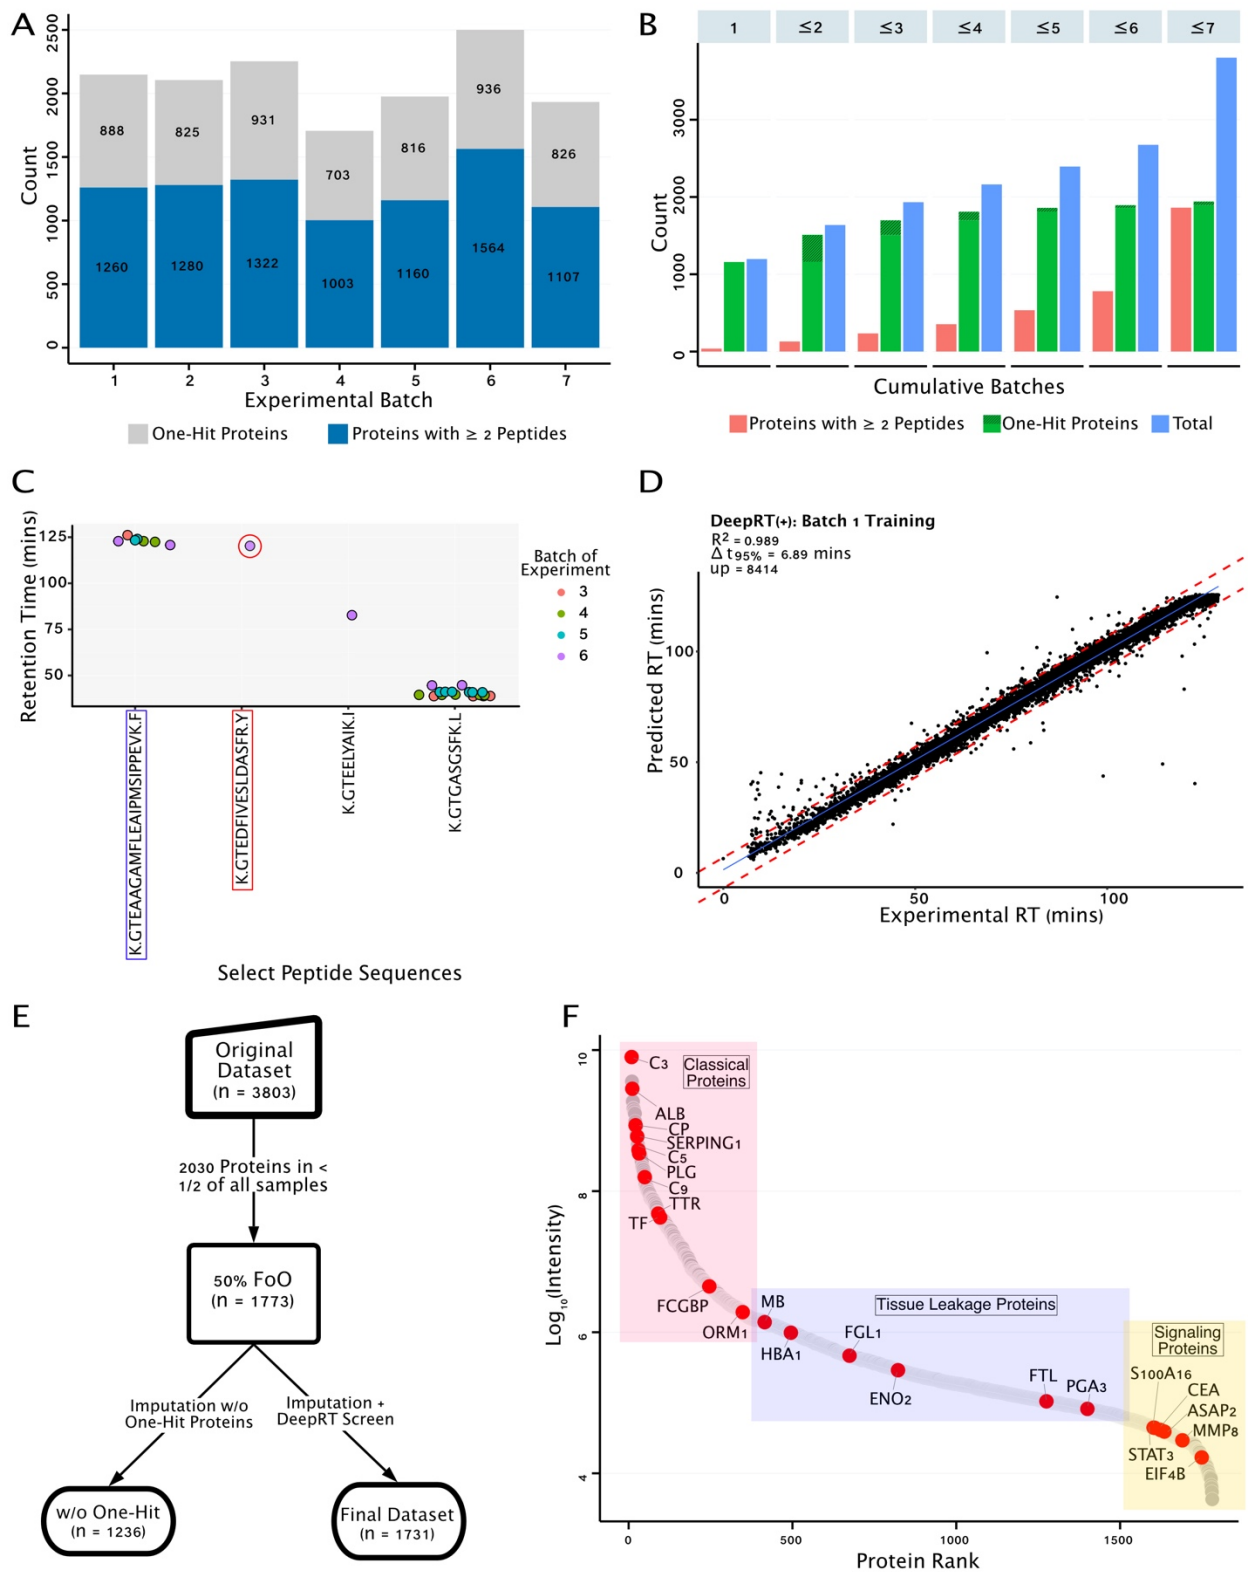 A
Count
2500
2000
1500
1000
500
0
888
825
931
703
816
936
826
1260
1280
1322
1003
1160
1564
1107
1 2 3 4 5 6 7
Experimental Batch
One-Hit Proteins
Proteins with ≥ 2 Peptides
B
1 ≤2 ≤3 ≤4 ≤5 ≤6 ≤7
Count
3000
2000
1000
0
Cumulative Batches
Proteins with ≥ 2 Peptides
One-Hit Proteins
Total
C
Retention Time (mins)
125
100
75
50
Batch of
Experiment
3
4
5
6
K.GTEAAGAMFLEAIPMSIPPEVK.F
K.GTEDFIVESLDASFR.Y
K.GTEELYAIK.I
K.GTGASGSFK.L
Select Peptide Sequences
D
DeepRT(+): Batch 1 Training
R² = 0.989
Δ t95% = 6.89 mins
up = 8414
Predicted RT (mins)
100
50
0
0 50 100
Experimental RT (mins)
E
Original
Dataset
(n = 3803)
2030 Proteins in <
1/2 of all samples
50% FoO
(n = 1773)
Imputation w/o
One-Hit Proteins
Imputation +
DeepRT Screen
w/o One-Hit
(n = 1236)
Final Dataset
(n = 1731)
F
Log₁₀(Intensity)
10
8
6
4
Classical
Proteins
C3
ALB
CP
SERPING1
C5
PLG
C9
TTR
TF
FCGBP
ORM1
Tissue Leakage Proteins
MB
HBA1
FGL1
ENO2
FTL
PGA3
Signaling
Proteins
S100A16
CEA
ASAP2
MMP8
STAT3
EIF4B
0 500 1000 1500
Protein Rank